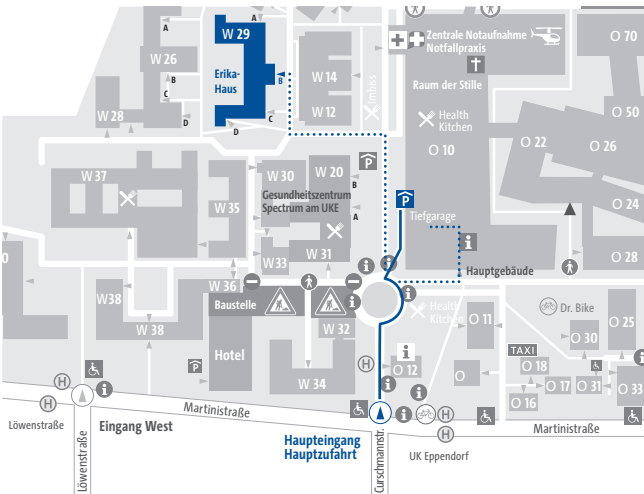 A
W 29
W 26
Erika-
Haus
B
C
D
W 28
B
C
D
W 14
W 12
Imbiss
Zentrale Notaufnahme
Notfallpraxis
Raum der Stille
Health
Kitchen
O 10
O 70
O 50
O 22
O 26
O 24
O 28
W 37
W 35
W 30
W 20
P
B
A
Gesundheitszentrum
Spectrum am UKE
W 33
W 31
W 36
P
Tiefgarage
i
Hauptgebäude
i
i
i
i
Baustelle
W 38
W 38
W 32
Hotel
P
W 34
H
i
O 12
Health
Kitchen
O 11
O
Dr. Bike
O 25
O 30
TAXI
O 18
O 17
O 16
O 31
O 33
i
H
H
i
i
i
H
H
Martinistraße
Martinistraße
Löwenstraße
Löwenstraße
Eingang West
Haupteingang
Hauptzufahrt
Curschmannstr.
UK Eppendorf